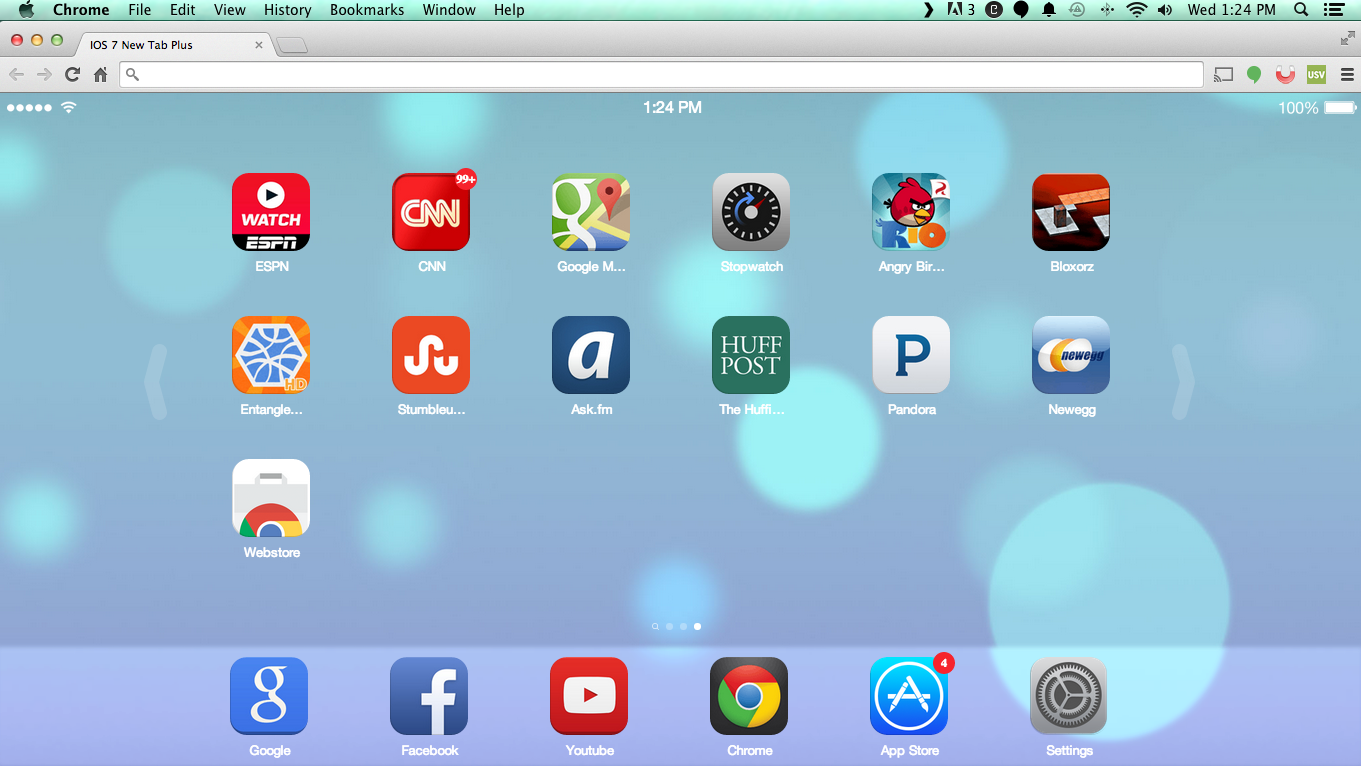 Chrome File Edit View History Bookmarks Window Help 3 Wed 1:24 PM
IOS 7 New Tab Plus
USV
1:24 PM 100%
WATCH
ESPN
CNN
99+
g
RIO
ESPN CNN Google M... Stopwatch Angry Bir... Bloxorz
HD
a
HUFF
POST
P
newegg
Entangle... Stumbleu... Ask.fm The Huffi... Pandora Newegg
Webstore
g
f
4
Google Facebook Youtube Chrome App Store Settings